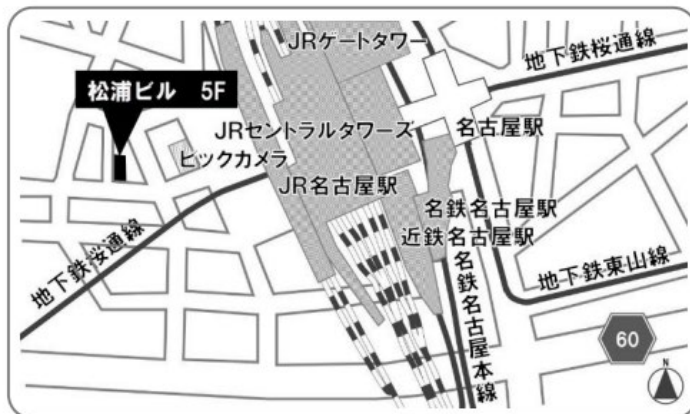 JRゲートタワー
地下鉄桜通線
松浦ビル 5F
JRセントラルタワーズ
名古屋駅
ビックカメラ
JR名古屋駅
名鉄名古屋駅
近鉄名古屋駅
地下鉄桜通線
名鉄名古屋本線
地下鉄東山線
60
N